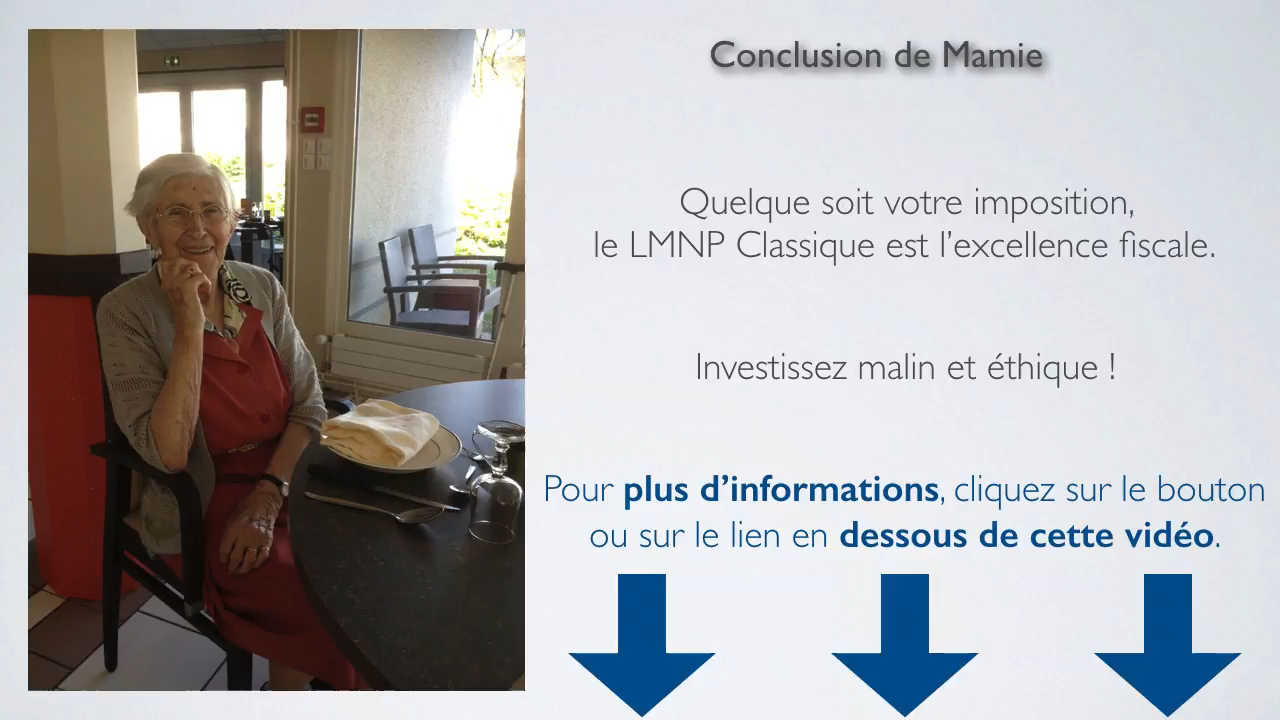 Conclusion de Mamie
Quelque soit votre imposition,
le LMNP Classique est l’excellence fiscale.
Investissez malin et éthique !
Pour plus d’informations, cliquez sur le bouton
ou sur le lien en dessous de cette vidéo.